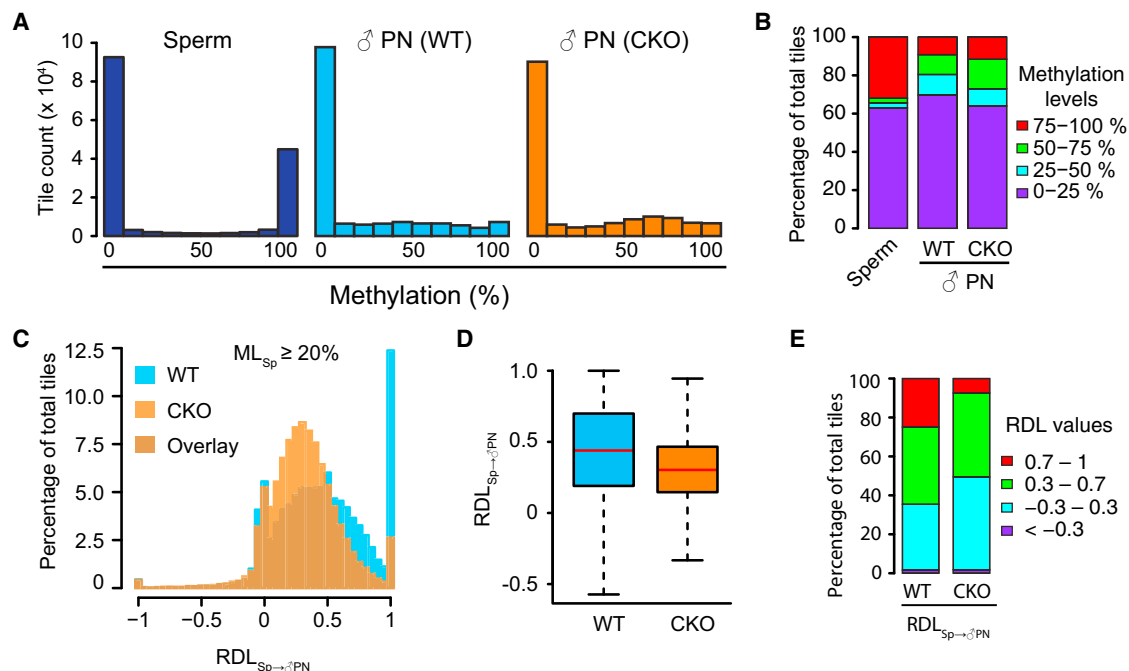 A
Sperm
♂ PN (WT)
♂ PN (CKO)
Tile count (x 10⁴)
10
8
6
4
2
0
0 50 100
0 50 100
0 50 100
Methylation (%)
B
Percentage of total tiles
100
80
60
40
20
0
Sperm
WT
CKO
♂ PN
Methylation levels
75−100 %
50−75 %
25−50 %
0−25 %
C
Percentage of total tiles
12.5
10.0
7.5
5.0
2.5
0
ML_Sp ≥ 20%
WT
CKO
Overlay
−1 −0.5 0 0.5 1
RDL_Sp→♂PN
D
RDL_Sp→♂PN
1.0
0.5
0
-0.5
WT CKO
E
Percentage of total tiles
100
80
60
40
20
0
WT CKO
RDL_Sp→♂PN
RDL values
0.7 − 1
0.3 − 0.7
−0.3 − 0.3
< −0.3